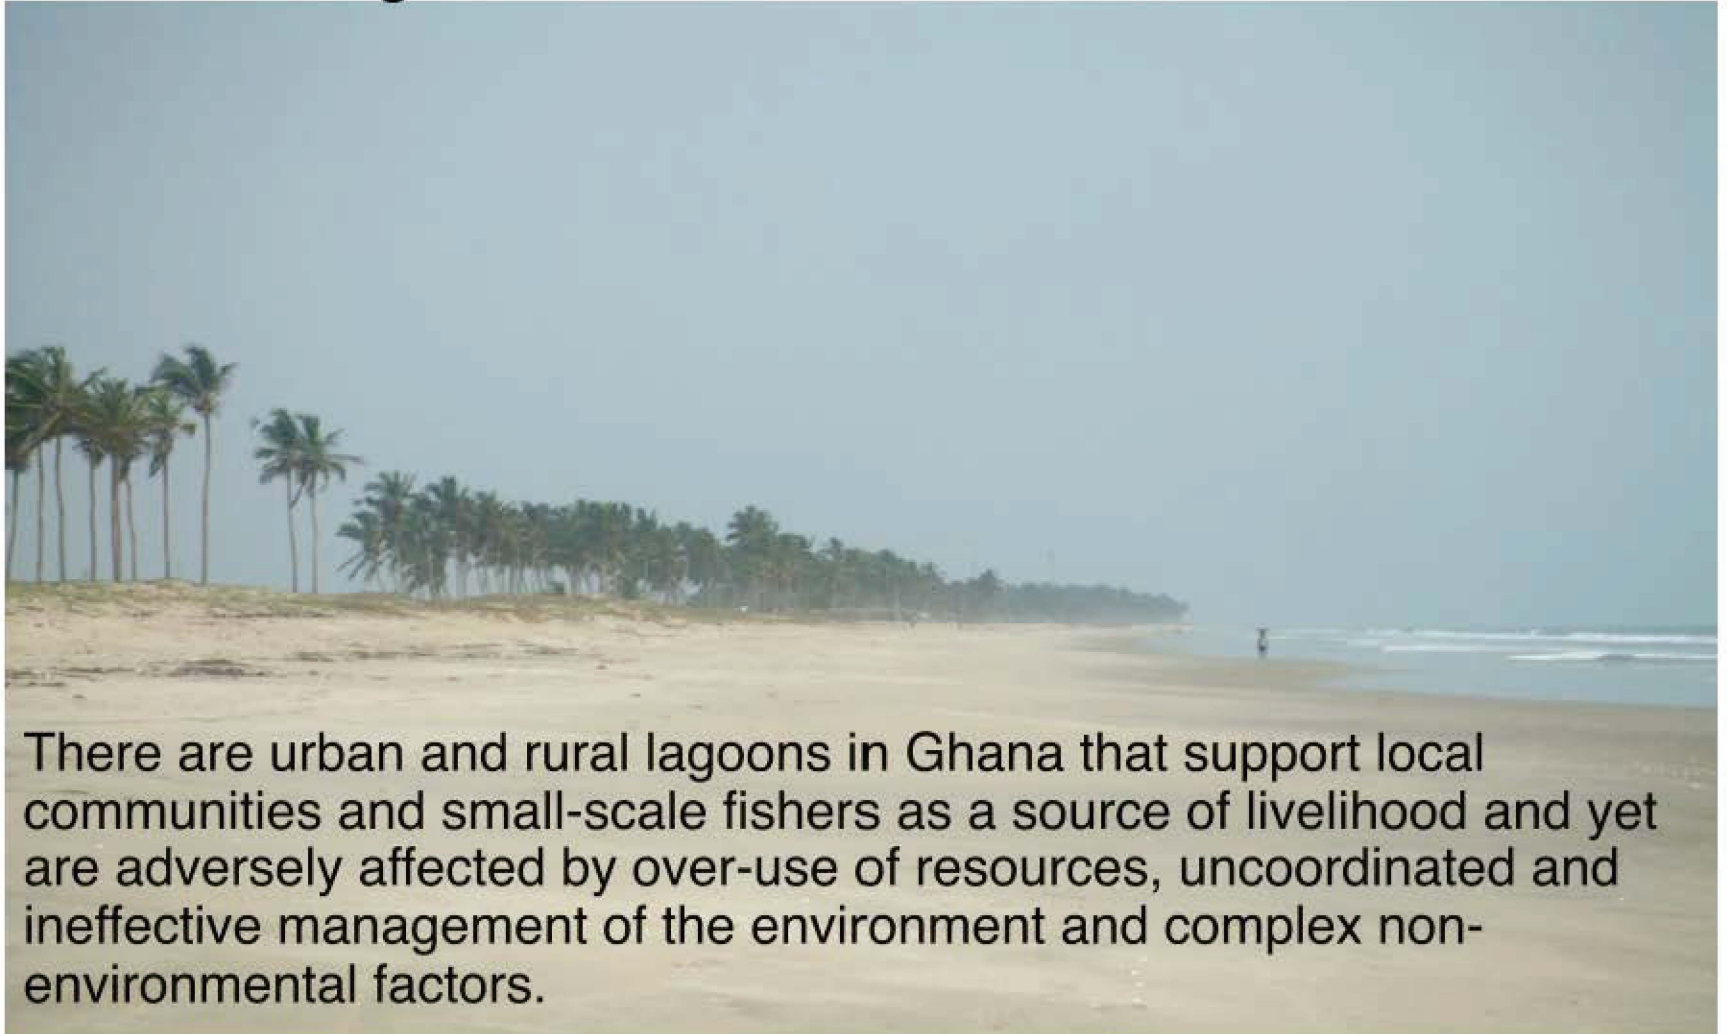 There are urban and rural lagoons in Ghana that support local
communities and small-scale fishers as a source of livelihood and yet
are adversely affected by over-use of resources, uncoordinated and
ineffective management of the environment and complex non-
environmental factors.